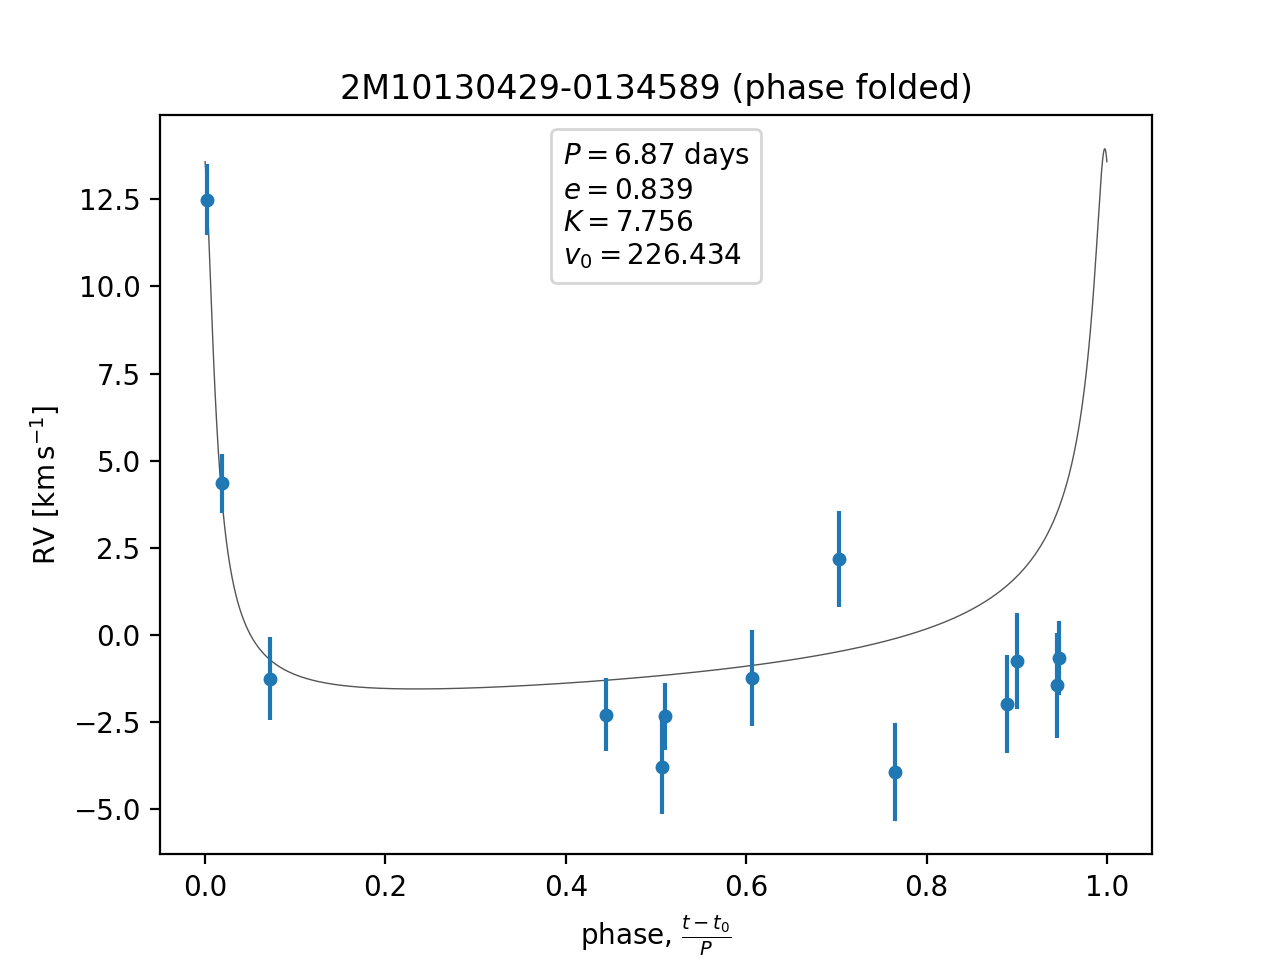 2M10130429-0134589 (phase folded)
P = 6.87 days
e = 0.839
K = 7.756
v₀ = 226.434
RV [km s⁻¹]
12.5
10.0
7.5
5.0
2.5
0.0
−2.5
−5.0
0.0 0.2 0.4 0.6 0.8 1.0
phase, (t − t₀)/P